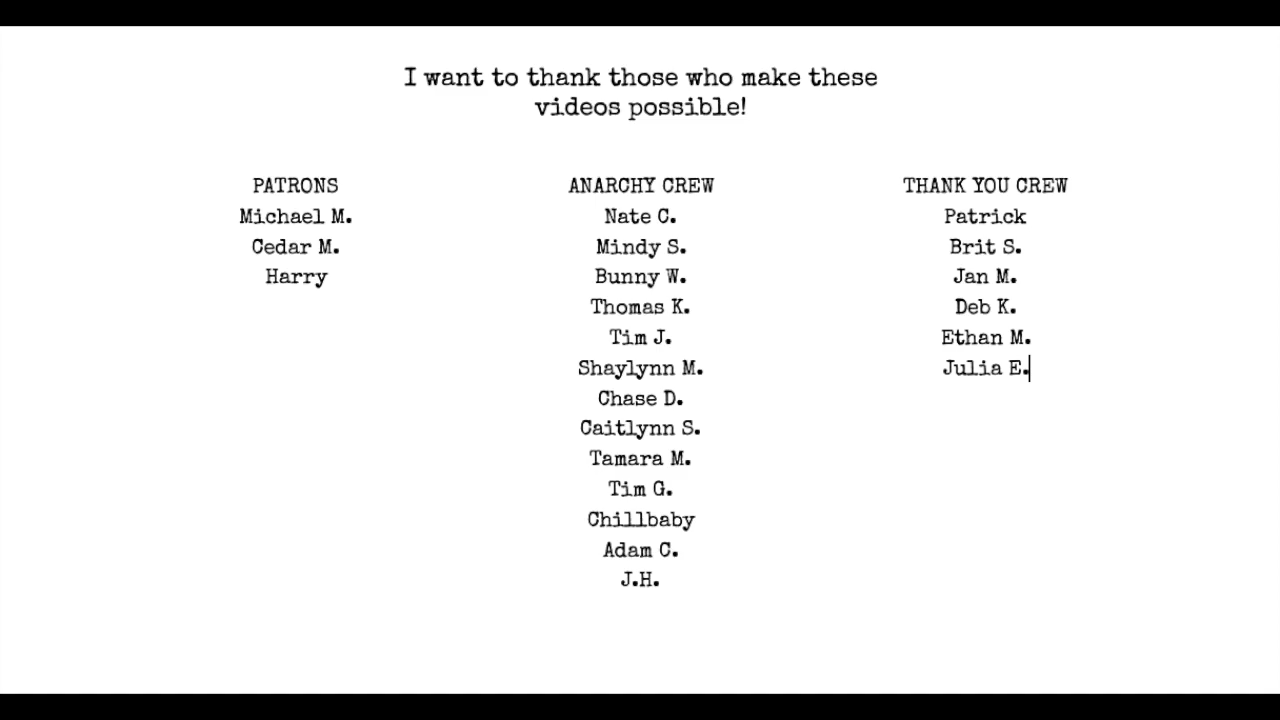 I want to thank those who make these
videos possible!
PATRONS
Michael M.
Cedar M.
Harry
ANARCHY CREW
Nate C.
Mindy S.
Bunny W.
Thomas K.
Tim J.
Shaylynn M.
Chase D.
Caitlynn S.
Tamara M.
Tim G.
Chillbaby
Adam C.
J.H.
THANK YOU CREW
Patrick
Brit S.
Jan M.
Deb K.
Ethan M.
Julia E.